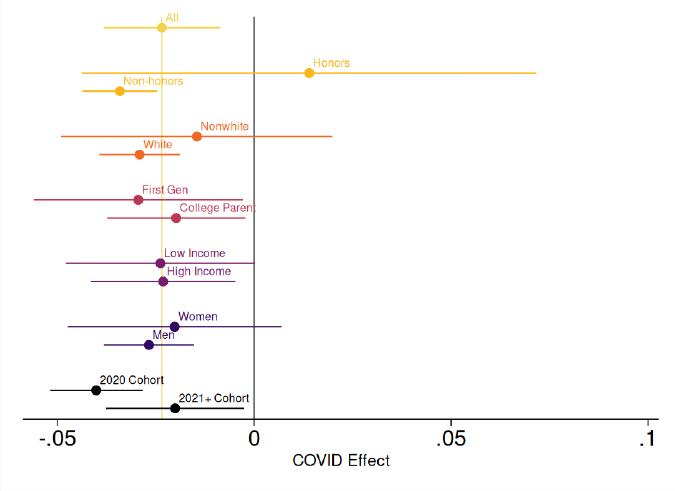 All
Honors
Non-honors
Nonwhite
White
First Gen
College Parent
Low Income
High Income
Women
Men
2020 Cohort
2021+ Cohort
-.05 0 .05 .1
COVID Effect